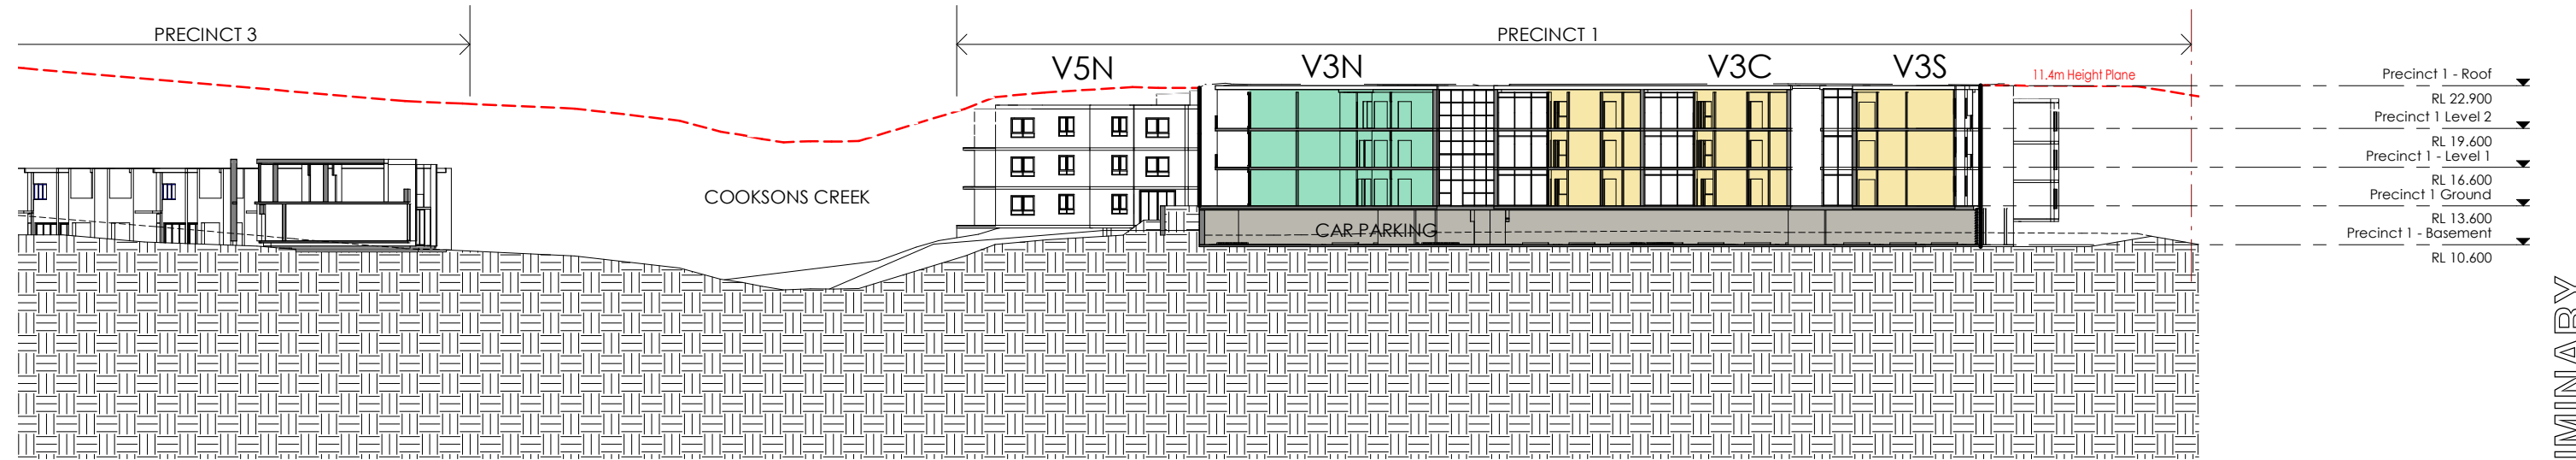 PRECINCT 3
PRECINCT 1
V5N
V3N
V3C
V3S
11.4m Height Plane
Precinct 1 - Roof
RL 22.900
Precinct 1 Level 2
RL 19.600
Precinct 1 - Level 1
RL 16.600
Precinct 1 Ground
RL 13.600
Precinct 1 - Basement
RL 10.600
COOKSONS CREEK
CAR PARKING
IMINARY